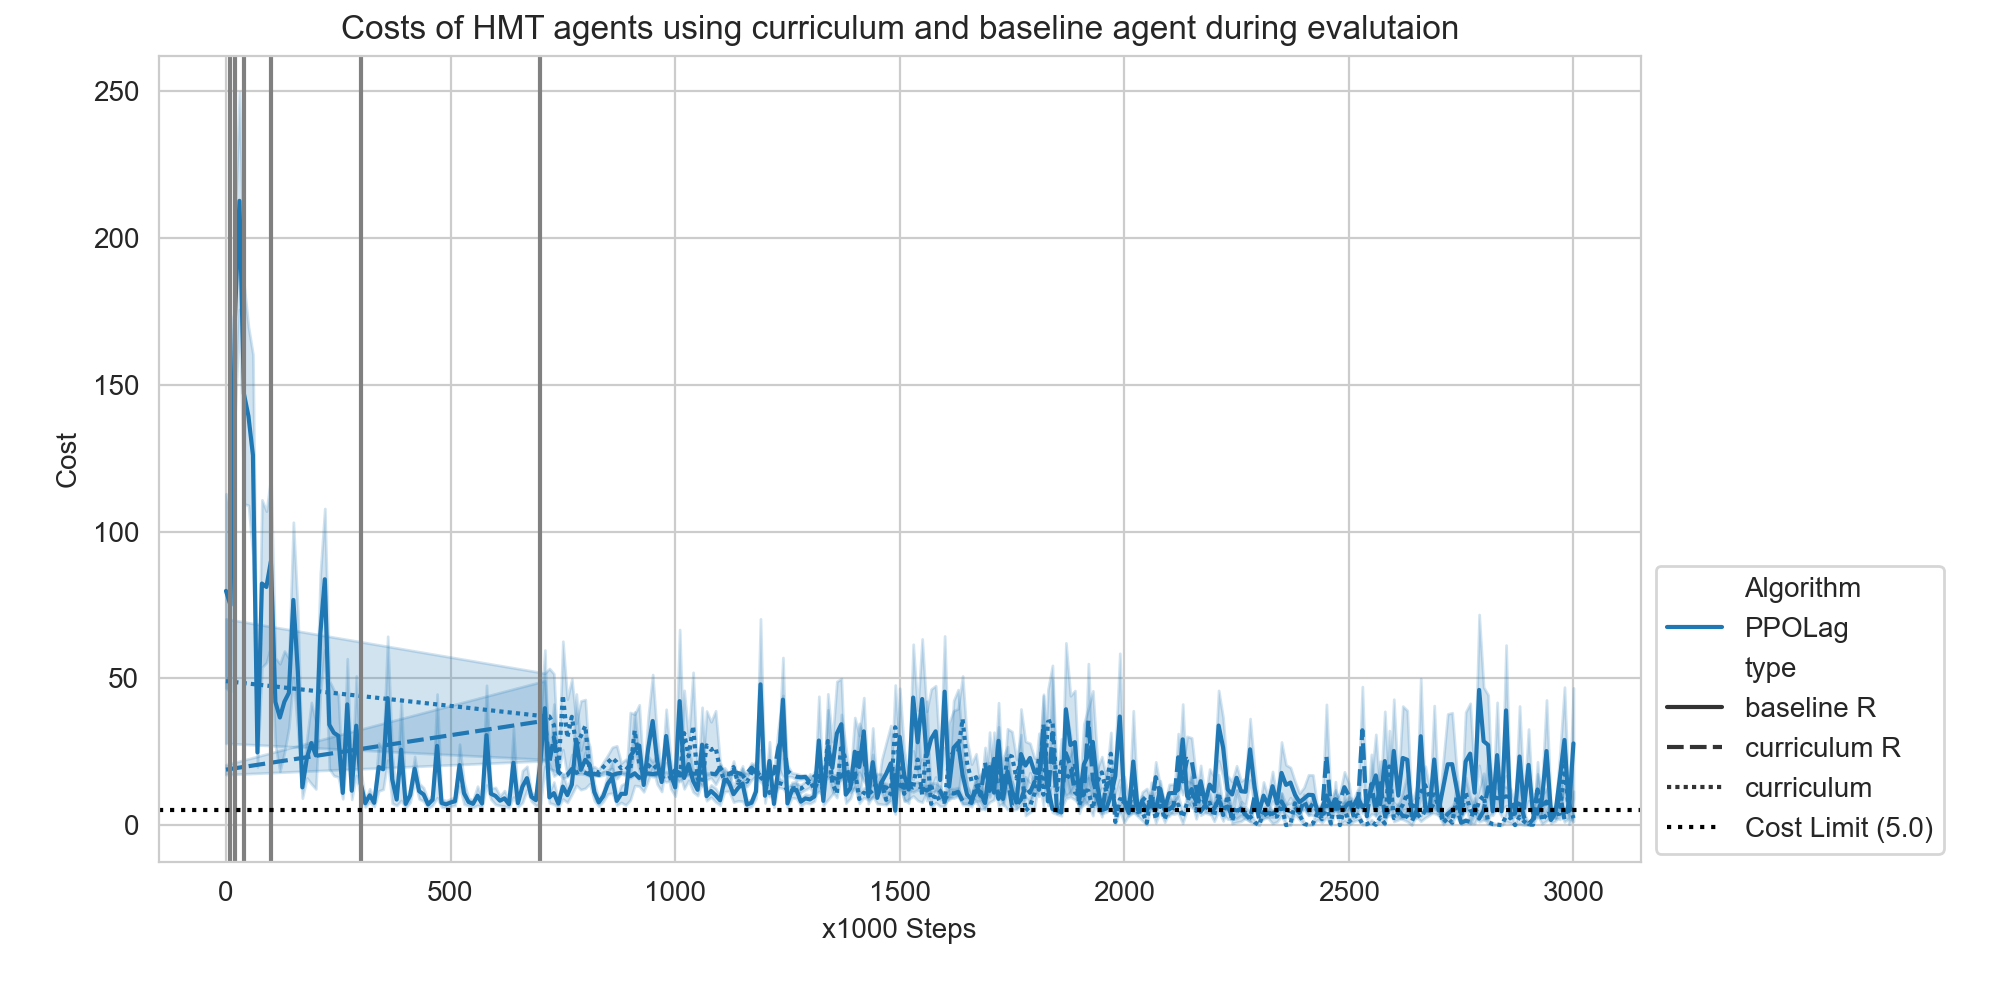 Costs of HMT agents using curriculum and baseline agent during evalutaion
250
200
150
100
50
0
Cost
0 500 1000 1500 2000 2500 3000
x1000 Steps
Algorithm
PPOLag
type
baseline R
curriculum R
curriculum
Cost Limit (5.0)